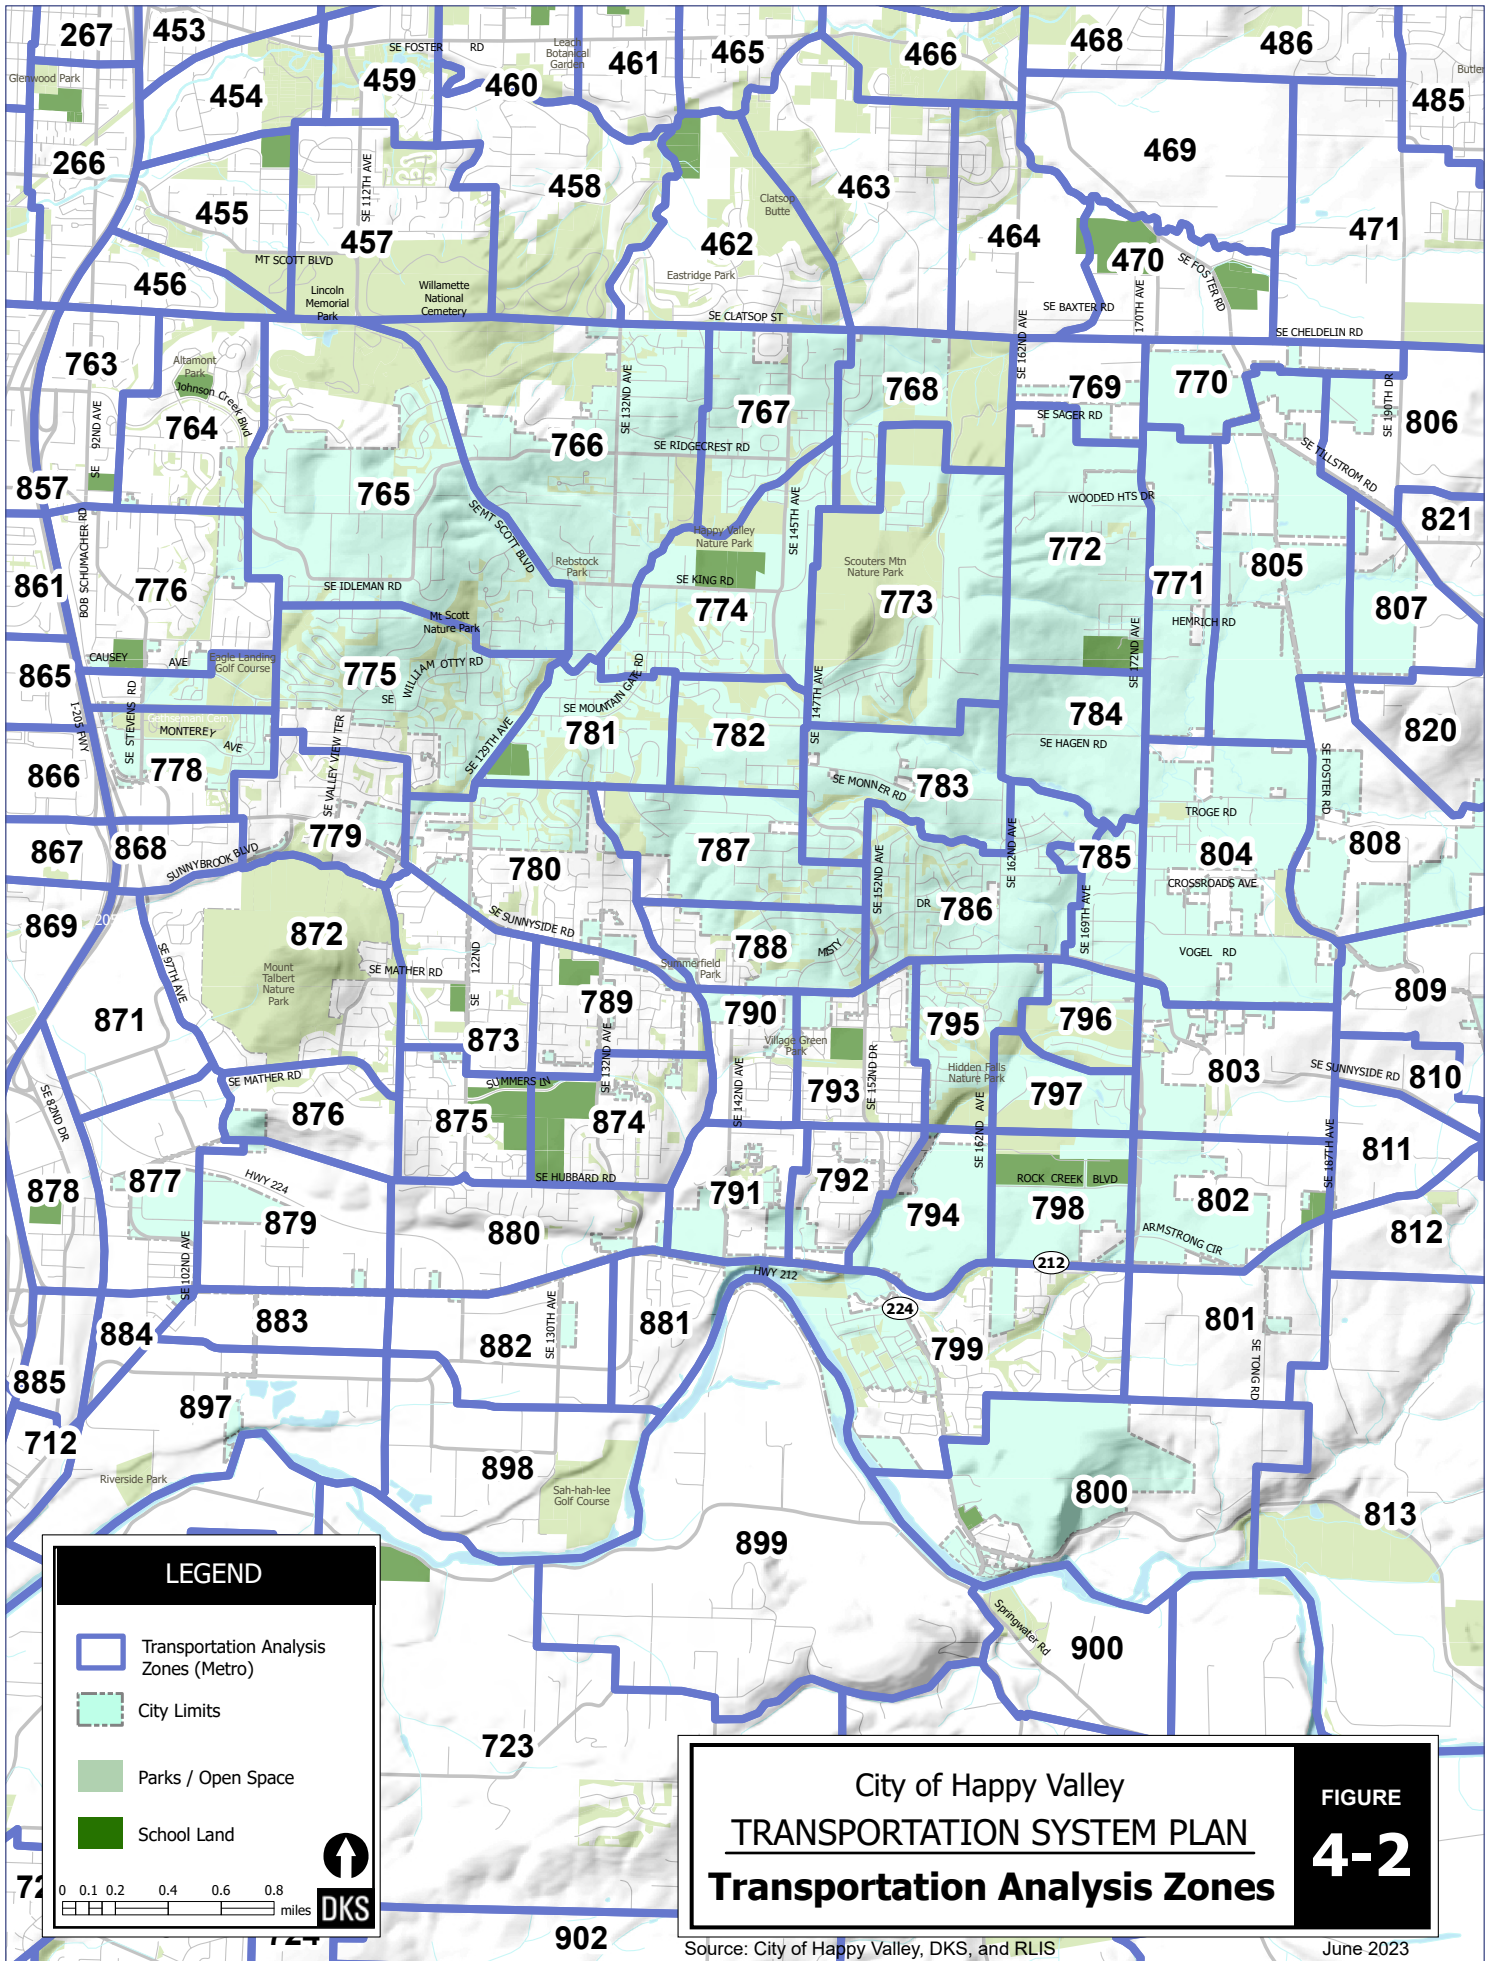 267
453
SE FOSTER RD
Leach
Botanical
Garden
461
465
466
468
486
Glenwood Park
459
460
Butler
454
485
266
SE 112TH AVE
469
458
463
Clatsop
Butte
455
457
462
464
470
471
MT SCOTT BLVD
456
Lincoln
Memorial
Park
Willamette
National
Cemetery
Eastridge Park
SE FOSTER RD
170TH AVE
SE BAXTER RD
SE CLATSOP ST
SE CHELDELIN RD
SE 162ND AVE
763
Altamont
Park
Johnson Creek Blvd
764
SE 92ND AVE
SE 132ND AVE
767
768
769
770
SE 190TH DR
806
SE SAGER RD
766
SE RIDGECREST RD
SE TILLSTROM RD
857
765
SE MT SCOTT BLVD
SE 145TH AVE
WOODED HTS DR
821
BOB SCHUMACHER RD
Happy Valley
Nature Park
Rebstock
Park
Scouters Mtn
Nature Park
772
805
861
776
SE IDLEMAN RD
SE KING RD
771
774
773
807
Mt Scott
Nature Park
HEMRICH RD
SE 172ND AVE
CAUSEY AVE
Eagle Landing
Golf Course
775
SE WILLIAM OTTY RD
865
SE STEVENS RD
I-205 FWY
SE MOUNTAIN GATE RD
SE 147TH AVE
784
820
Gethsemani Cem.
MONTEREY AVE
SE VALLEY VIEW TER
SE 129TH AVE
781
782
SE HAGEN RD
SE FOSTER RD
866
778
SE MONNER RD
783
TROGE RD
779
SE 162ND AVE
867
868
SUNNYBROOK BLVD
780
787
SE 152ND AVE
785
804
808
CROSSROADS AVE
869
205
SE 97TH AVE
872
SE SUNNYSIDE RD
DR
786
SE 169TH AVE
788
MISTY
VOGEL RD
Mount
Talbert
Nature
Park
SE MATHER RD
SE 122ND
Summerfield
Park
809
871
789
790
795
796
873
SE 132ND AVE
Village Green
Park
803
SE SUNNYSIDE RD
810
SE MATHER RD
SUMMERS LN
SE 142ND AVE
793
SE 152ND DR
Hidden Falls
Nature Park
797
SE 82ND DR
876
875
874
SE 162ND AVE
SE 187TH AVE
811
877
HWY 224
SE HUBBARD RD
878
791
792
ROCK CREEK BLVD
802
879
880
794
798
ARMSTRONG CIR
812
SE 102ND AVE
HWY 212
212
224
883
884
SE 130TH AVE
881
801
882
799
SE TONG RD
885
897
712
Riverside Park
898
Sah-hah-lee
Golf Course
800
813
899
Springwater Rd
900
723
902
LEGEND
Transportation Analysis
Zones (Metro)
City Limits
Parks / Open Space
School Land
0 0.1 0.2 0.4 0.6 0.8
miles
DKS
City of Happy Valley
TRANSPORTATION SYSTEM PLAN
Transportation Analysis Zones
FIGURE
4-2
Source: City of Happy Valley, DKS, and RLIS
June 2023